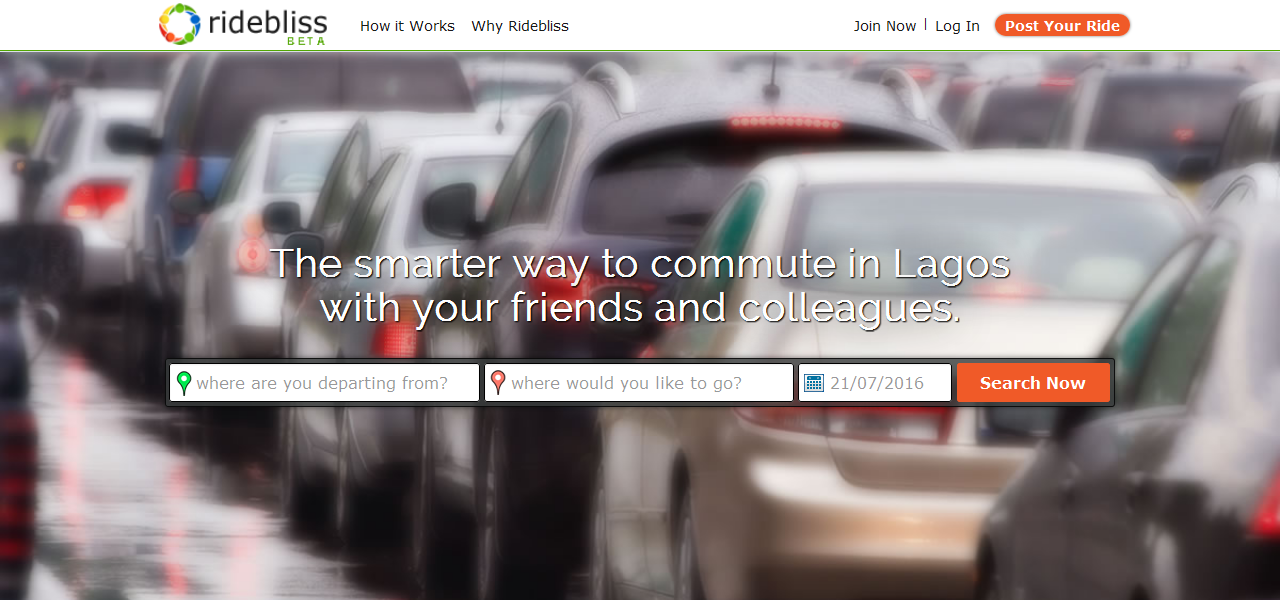 ridebliss
BETA
How it Works Why Ridebliss
Join Now | Log In Post Your Ride
The smarter way to commute in Lagos
with your friends and colleagues.
where are you departing from? where would you like to go? 21/07/2016 Search Now